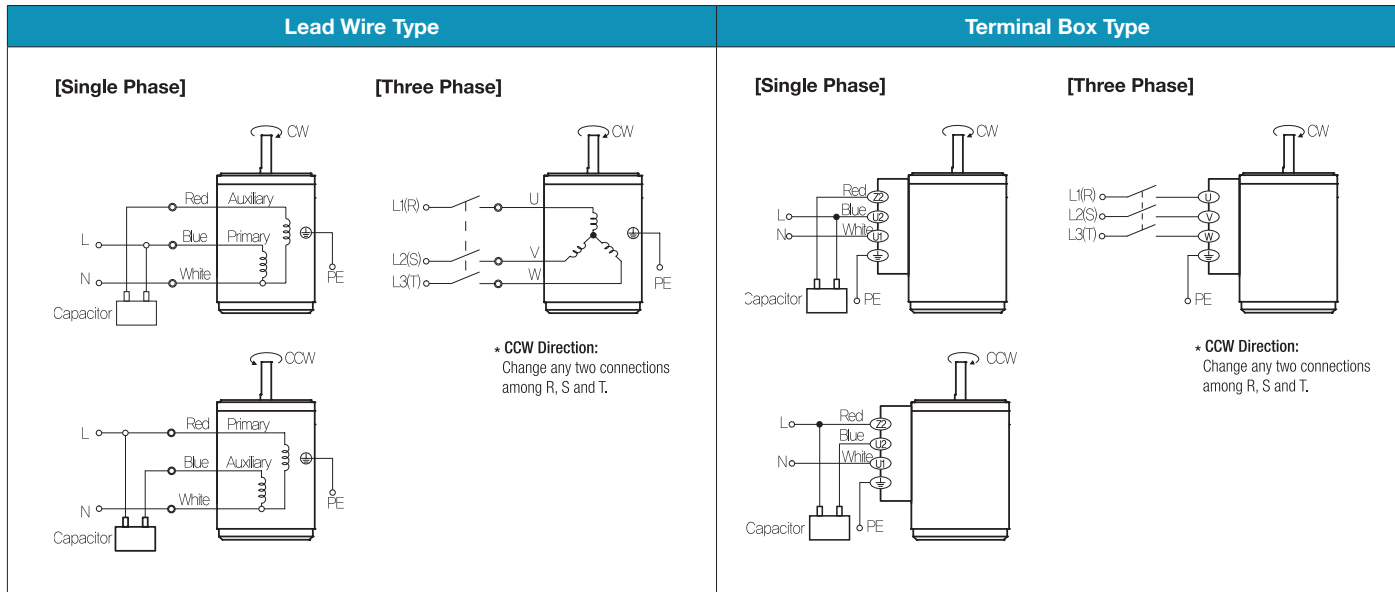 Lead Wire Type
[Single Phase]
[Three Phase]
CW
Red Auxiliary
L
Blue Primary
N
White
PE
Capacitor
CW
L1(R)
U
L2(S)
V
L3(T)
W
PE
* CCW Direction:
Change any two connections
among R, S and T.
CCW
L
Red Primary
Blue Auxiliary
N
White
PE
Capacitor
Terminal Box Type
[Single Phase]
[Three Phase]
CW
Red Z2
L
Blue U2
N
White U1
Capacitor
PE
CW
L1(R)
U
L2(S)
V
L3(T)
W
PE
* CCW Direction:
Change any two connections
among R, S and T.
CCW
L
Red Z2
Blue U2
N
White U1
Capacitor
PE